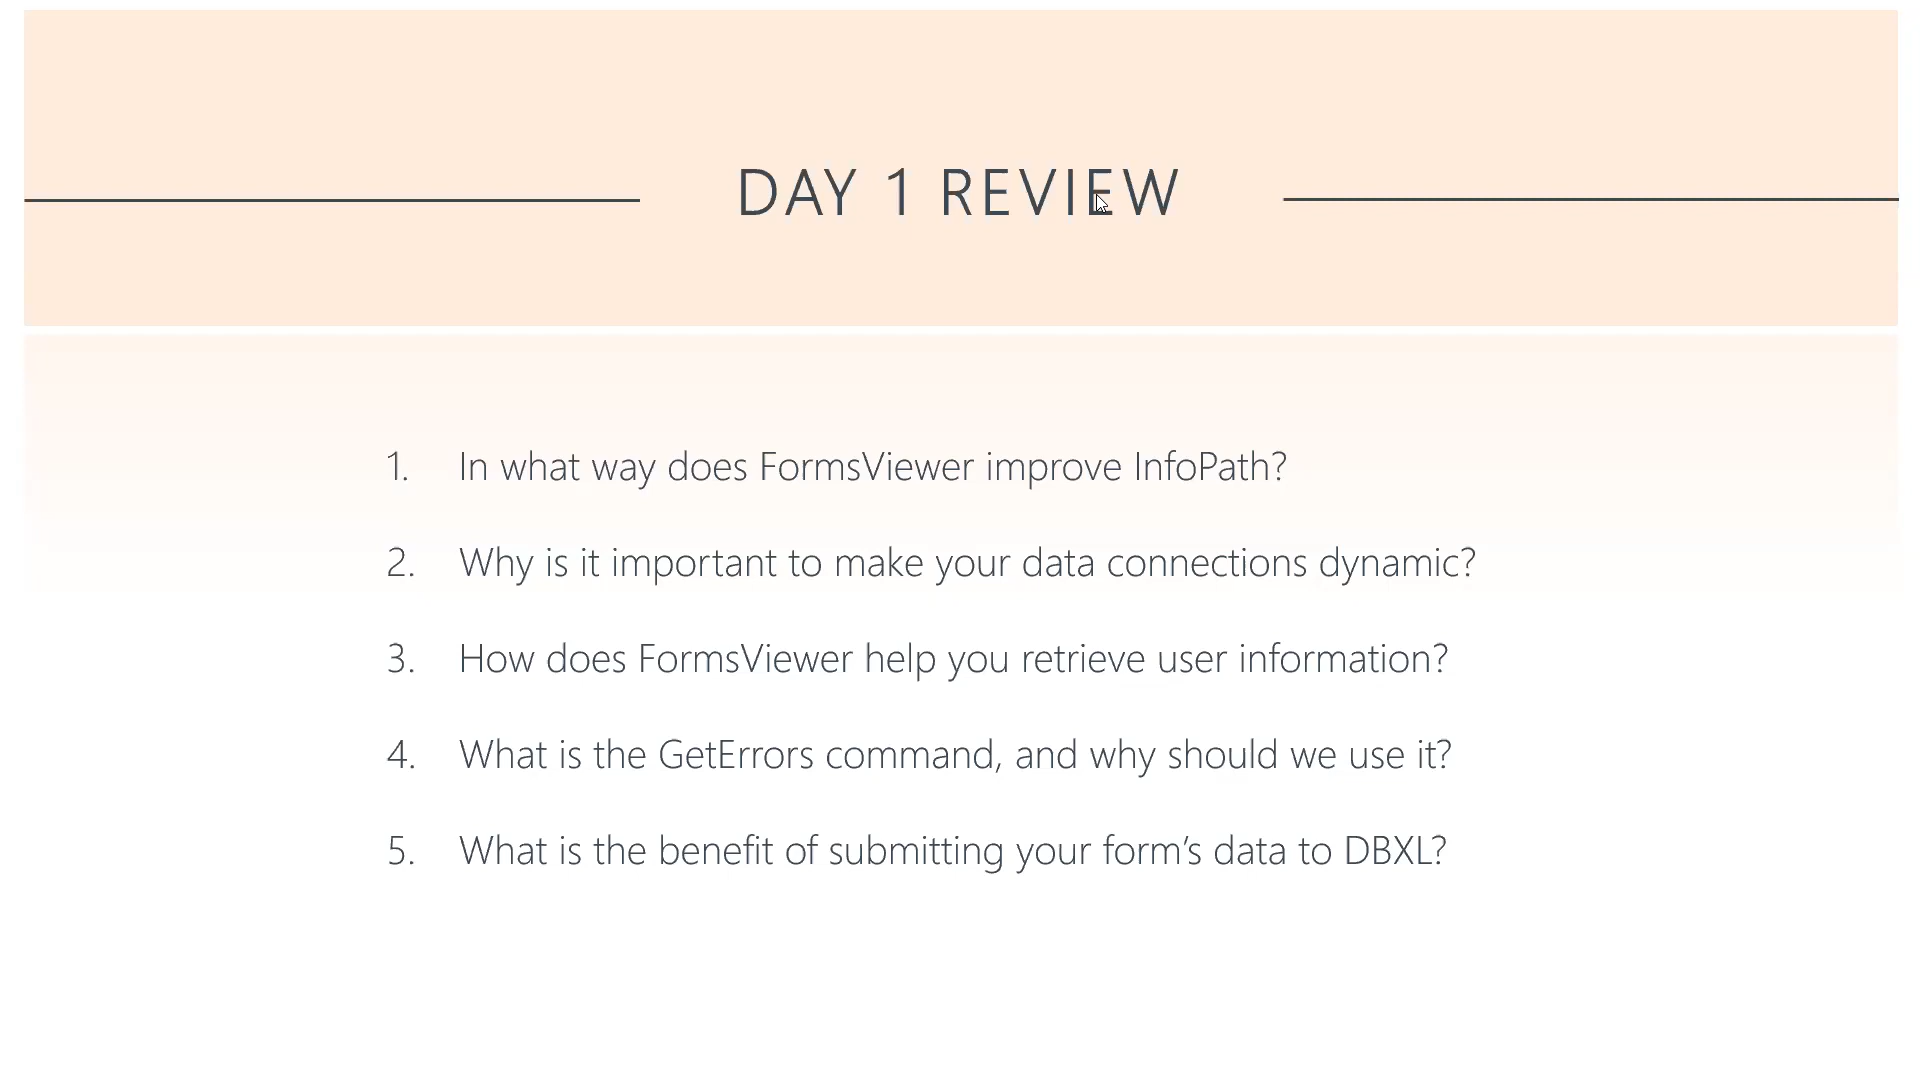 DAY 1 REVIEW
1. In what way does FormsViewer improve InfoPath?
2. Why is it important to make your data connections dynamic?
3. How does FormsViewer help you retrieve user information?
4. What is the GetErrors command, and why should we use it?
5. What is the benefit of submitting your form’s data to DBXL?